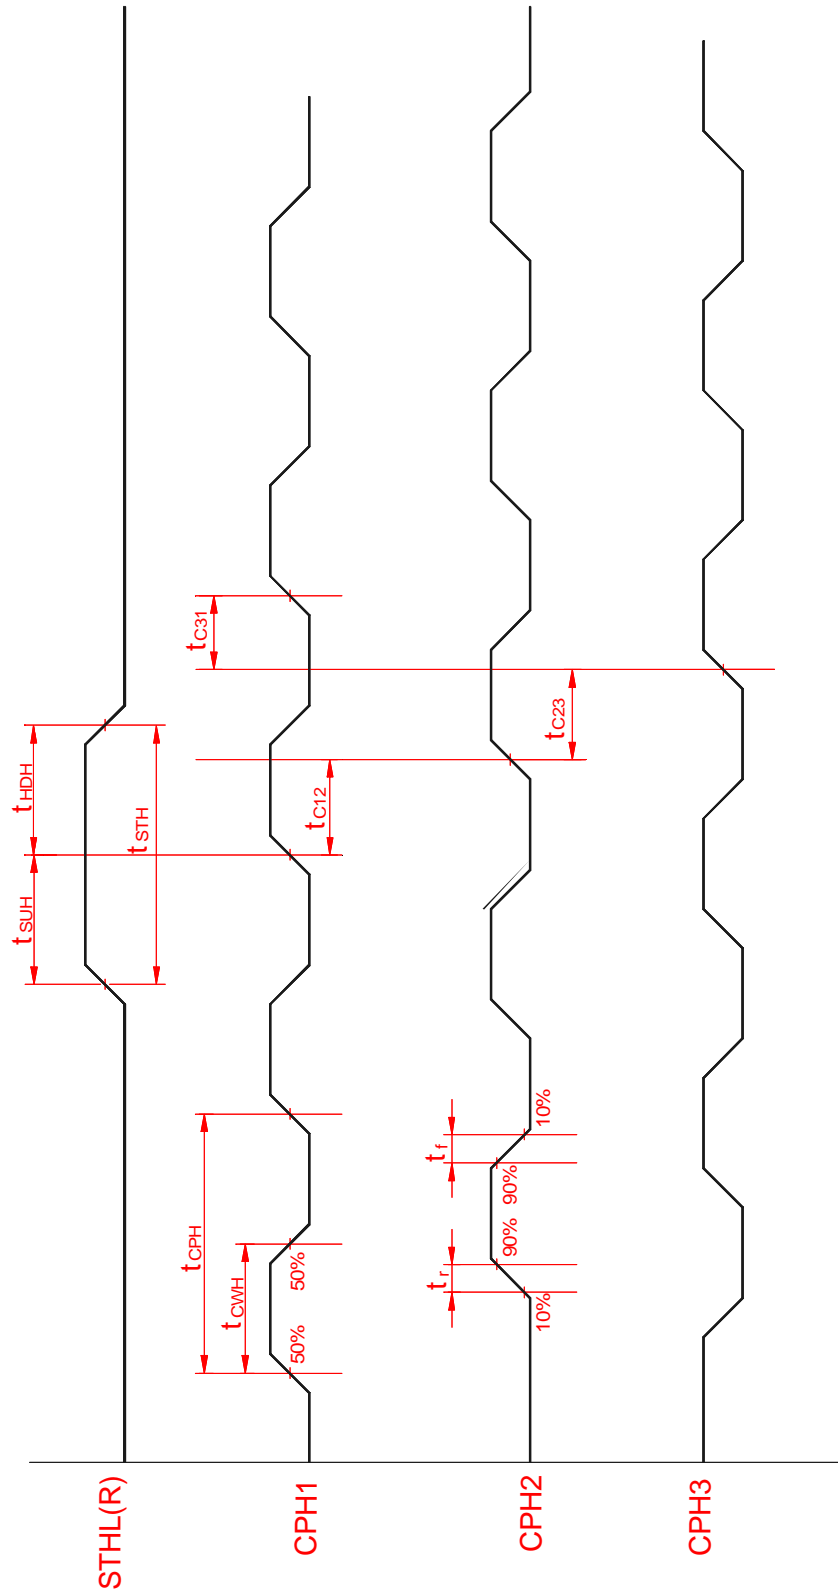 STHL(R)
tSUH
tHDH
tSTH
CPH1
tCPH
tCWH
50%
50%
tC12
tC31
CPH2
tr
tf
10%
90%
90%
10%
tC23
CPH3